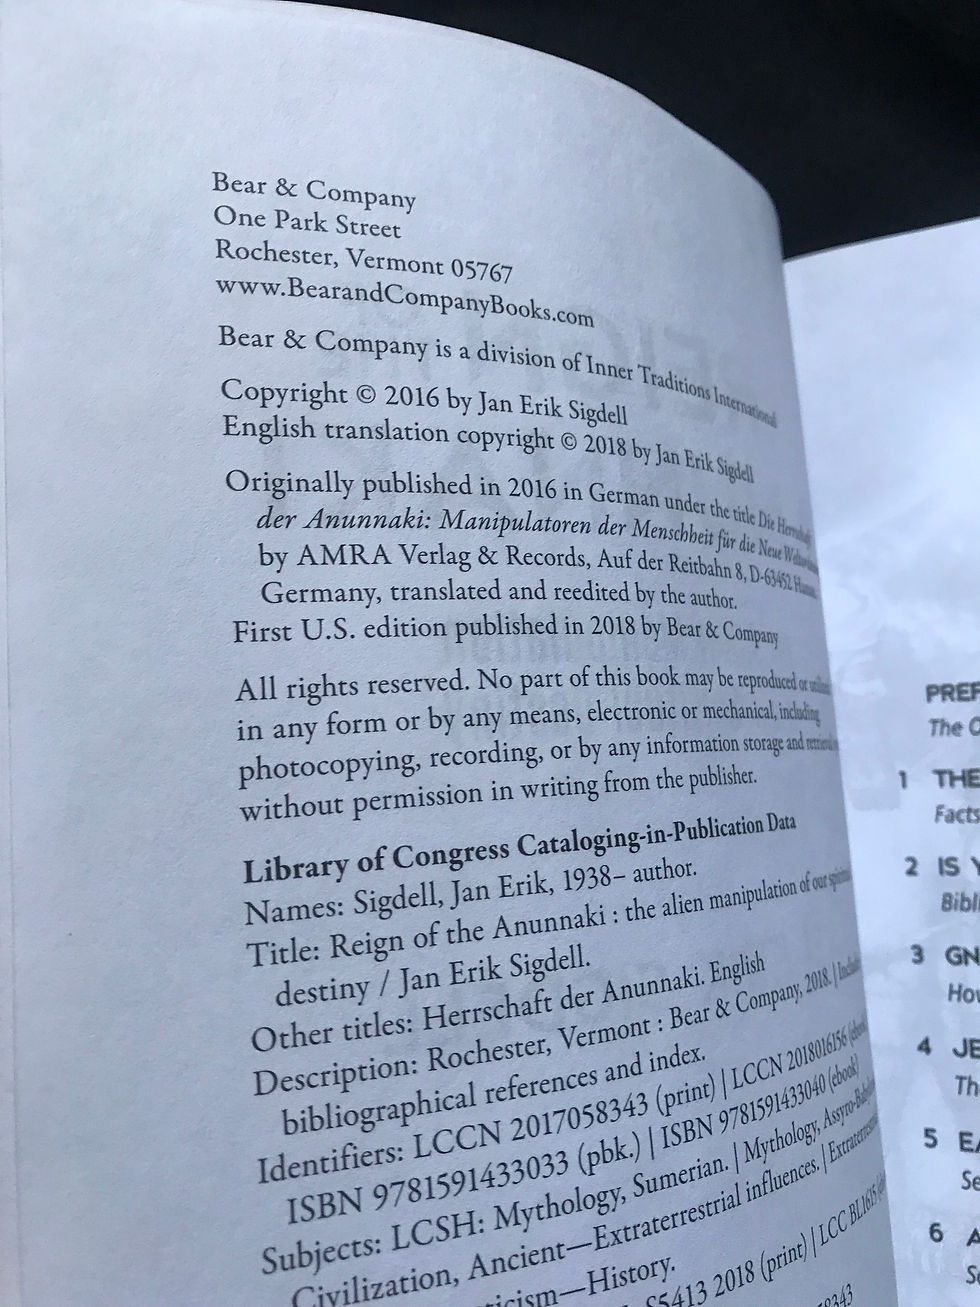 Bear & Company
One Park Street
Rochester, Vermont 05767
www.BearandCompanyBooks.com
Bear & Company is a division of Inner Traditions International
Copyright © 2016 by Jan Erik Sigdell
English translation copyright © 2018 by Jan Erik Sigdell
Originally published in 2016 in German under the title Die Herrschaft
der Anunnaki: Manipulatoren der Menschheit für die Neue
by AMRA Verlag & Records, Auf der Reitbahn 8, D-63452
Germany, translated and reedited by the author.
First U.S. edition published in 2018 by Bear & Company
All rights reserved. No part of this book may be reproduced or
in any form or by any means, electronic or mechanical, including
photocopying, recording, or by any information storage and
without permission in writing from the publisher.
Library of Congress Cataloging-in-Publication Data
Names: Sigdell, Jan Erik, 1938– author.
Title: Reign of the Anunnaki : the alien manipulation of our spiritual
destiny / Jan Erik Sigdell.
Other titles: Herrschaft der Anunnaki. English
Description: Rochester, Vermont : Bear & Company, 2018. |
bibliographical references and index.
Identifiers: LCCN 2017058343 (print) | LCCN 2018016156 (ebook)
ISBN 9781591433033 (pbk.) | ISBN 9781591433040 (ebook)
Subjects: LCSH: Mythology, Sumerian. | Mythology,
Civilization, Ancient—Extraterrestrial influences. |
—History.
S5413 2018 (print) | LCC BL1615
PREF
The O
1 THE
Facts
2 IS Y
Bibli
3 GN
How
4 JE
Th
5 EA
Se
6 A
S